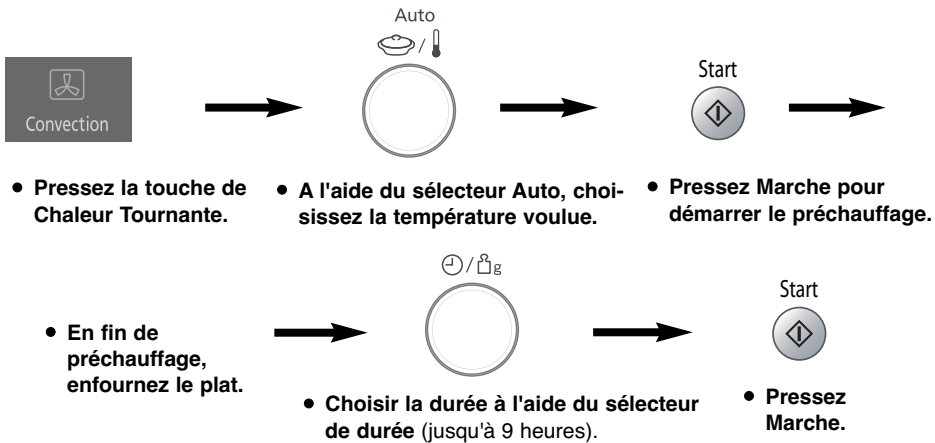 Auto
/
Convection
Start
• Pressez la touche de
Chaleur Tournante.
• A l'aide du sélecteur Auto, choi-
sissez la température voulue.
• Pressez Marche pour
démarrer le préchauffage.
/ g
Start
• En fin de
préchauffage,
enfournez le plat.
• Choisir la durée à l'aide du sélecteur
de durée (jusqu'à 9 heures).
• Pressez
Marche.